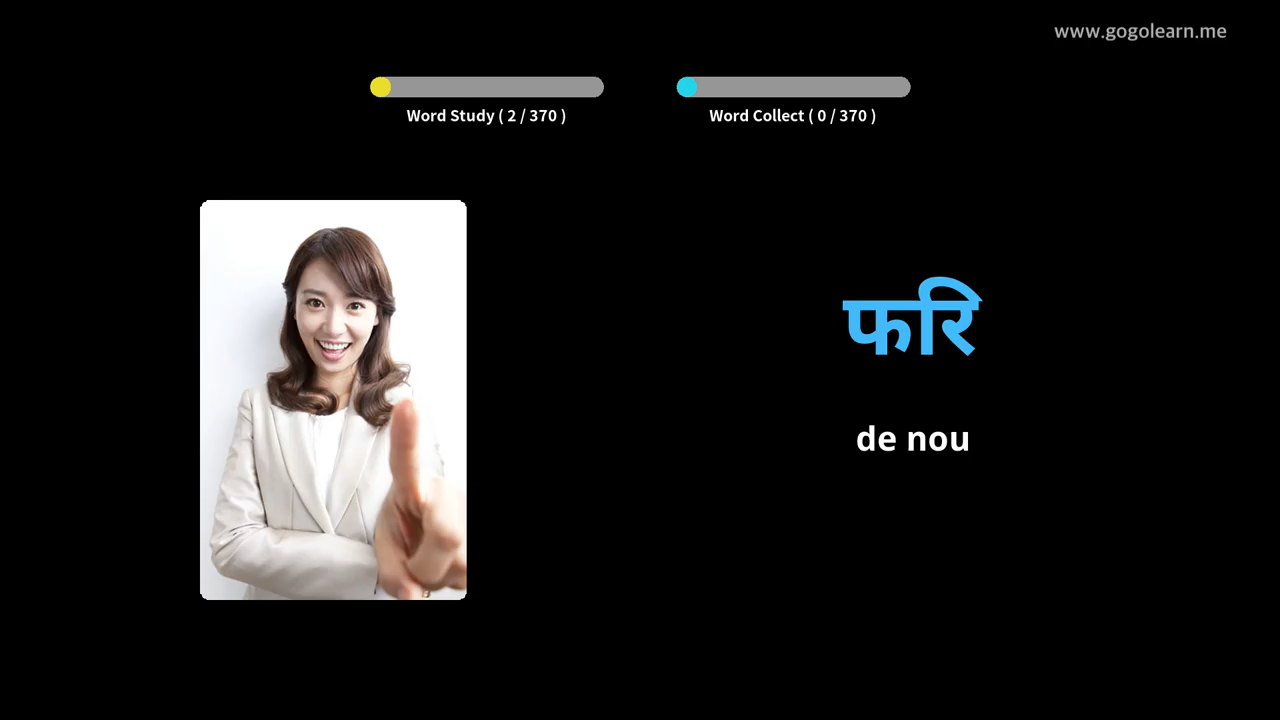 www.gogolearn.me
Word Study ( 2 / 370 )
Word Collect ( 0 / 370 )
फरि
de nou